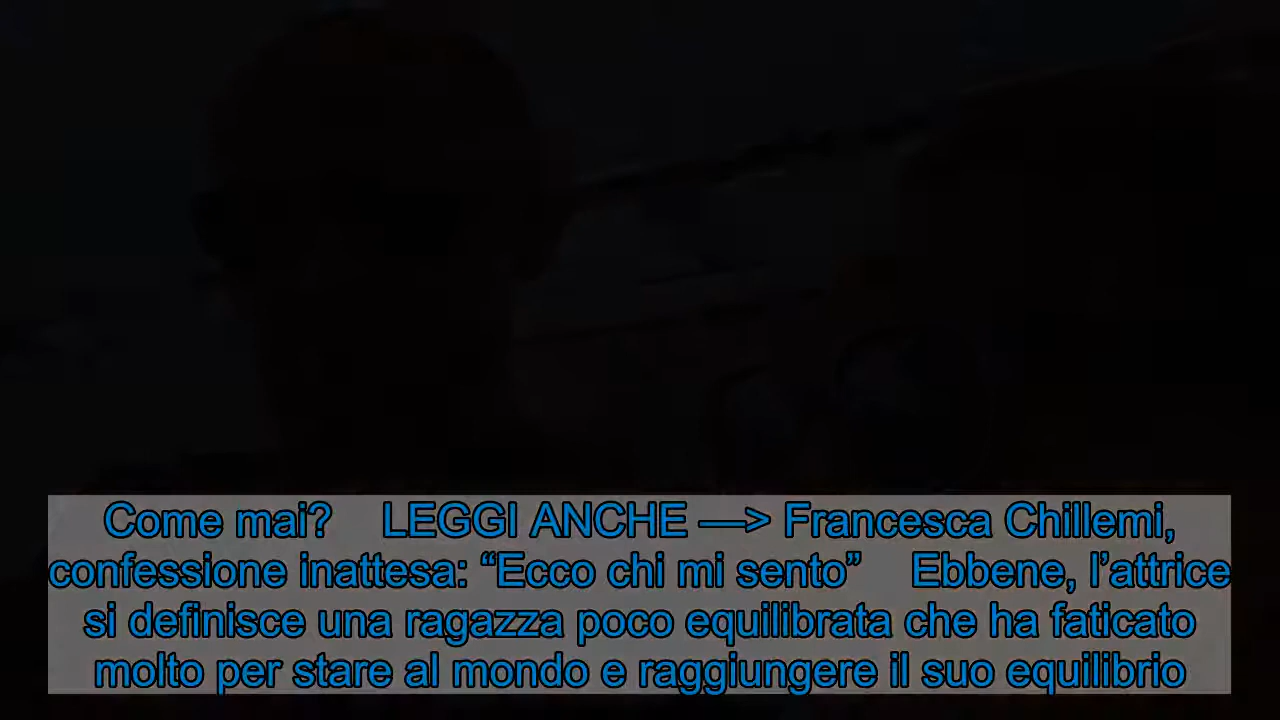 Come mai? LEGGI ANCHE —> Francesca Chillemi,
confessione inattesa: “Ecco chi mi sento” Ebbene, l’attrice
si definisce una ragazza poco equilibrata che ha faticato
molto per stare al mondo e raggiungere il suo equilibrio